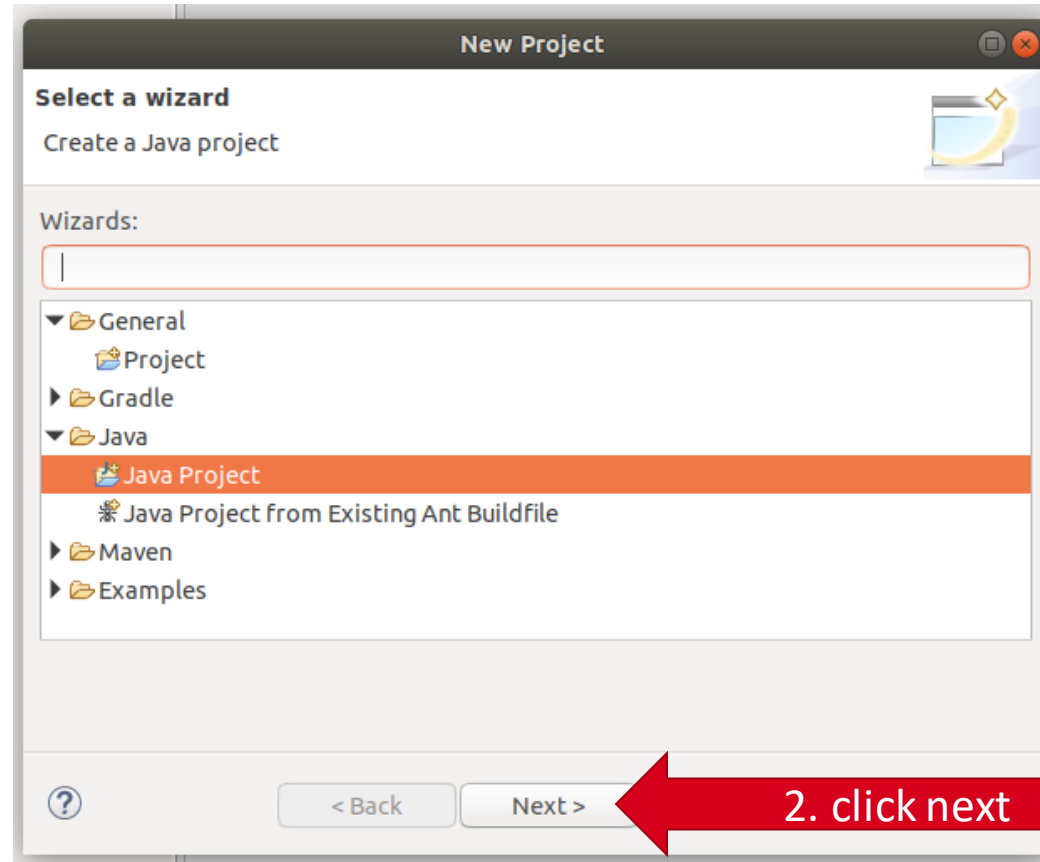 New Project
Select a wizard
Create a Java project
Wizards:
General
Project
Gradle
Java
Java Project
Java Project from Existing Ant Buildfile
Maven
Examples
?
< Back
Next >
2. click next